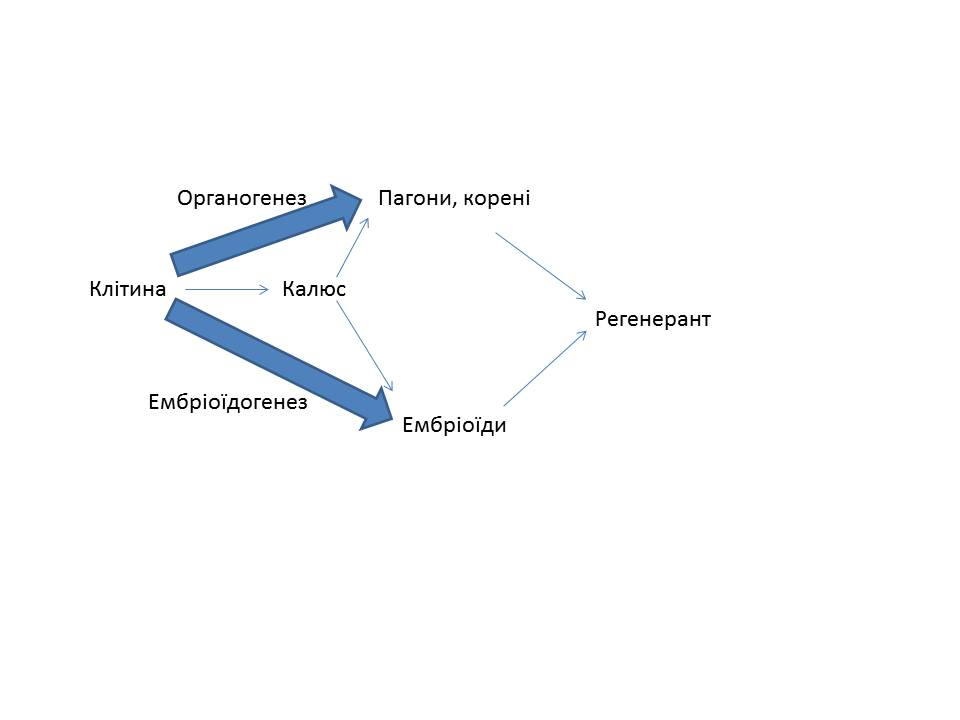 Органогенез
Пагони, корені
Клітина
Калюс
Регенерант
Ембріоїдогенез
Ембріоїди